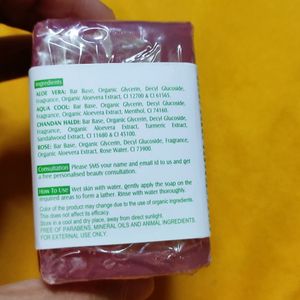 Ingredients
ALOE VERA: Bar Base, Organic Glycerin, Decyl Glucoside,
Fragrance, Organic Aloevera Extract, CI 12700 & CI 61565.
AQUA COOL: Bar Base, Organic Glycerin, Decyl Glucoside,
Fragrance, Organic Aloevera Extract, Menthol, CI 74160.
CHANDAN HALDI: Bar Base, Organic Glycerin, Decyl Glucoside,
Fragrance, Organic Aloevera Extract, Turmeric Extract,
Sandalwood Extract, CI 11680 & CI 45100.
ROSE: Bar Base, Organic Glycerin, Decyl Glucoside, Fragrance,
Organic Aloevera Extract, Rose Water, CI 73900.
Consultation Please SMS your name and email id to us and get
a free personalised beauty consultation.
How To Use Wet skin with water, gently apply the soap on the
required areas to form a lather. Rinse with water thoroughly.
Color of the product may change due to the use of organic ingredients.
This does not affect its efficacy.
Store in a cool and dry place, away from direct sunlight.
FREE OF PARABENS, MINERAL OILS AND ANIMAL INGREDIENTS.
FOR EXTERNAL USE ONLY.